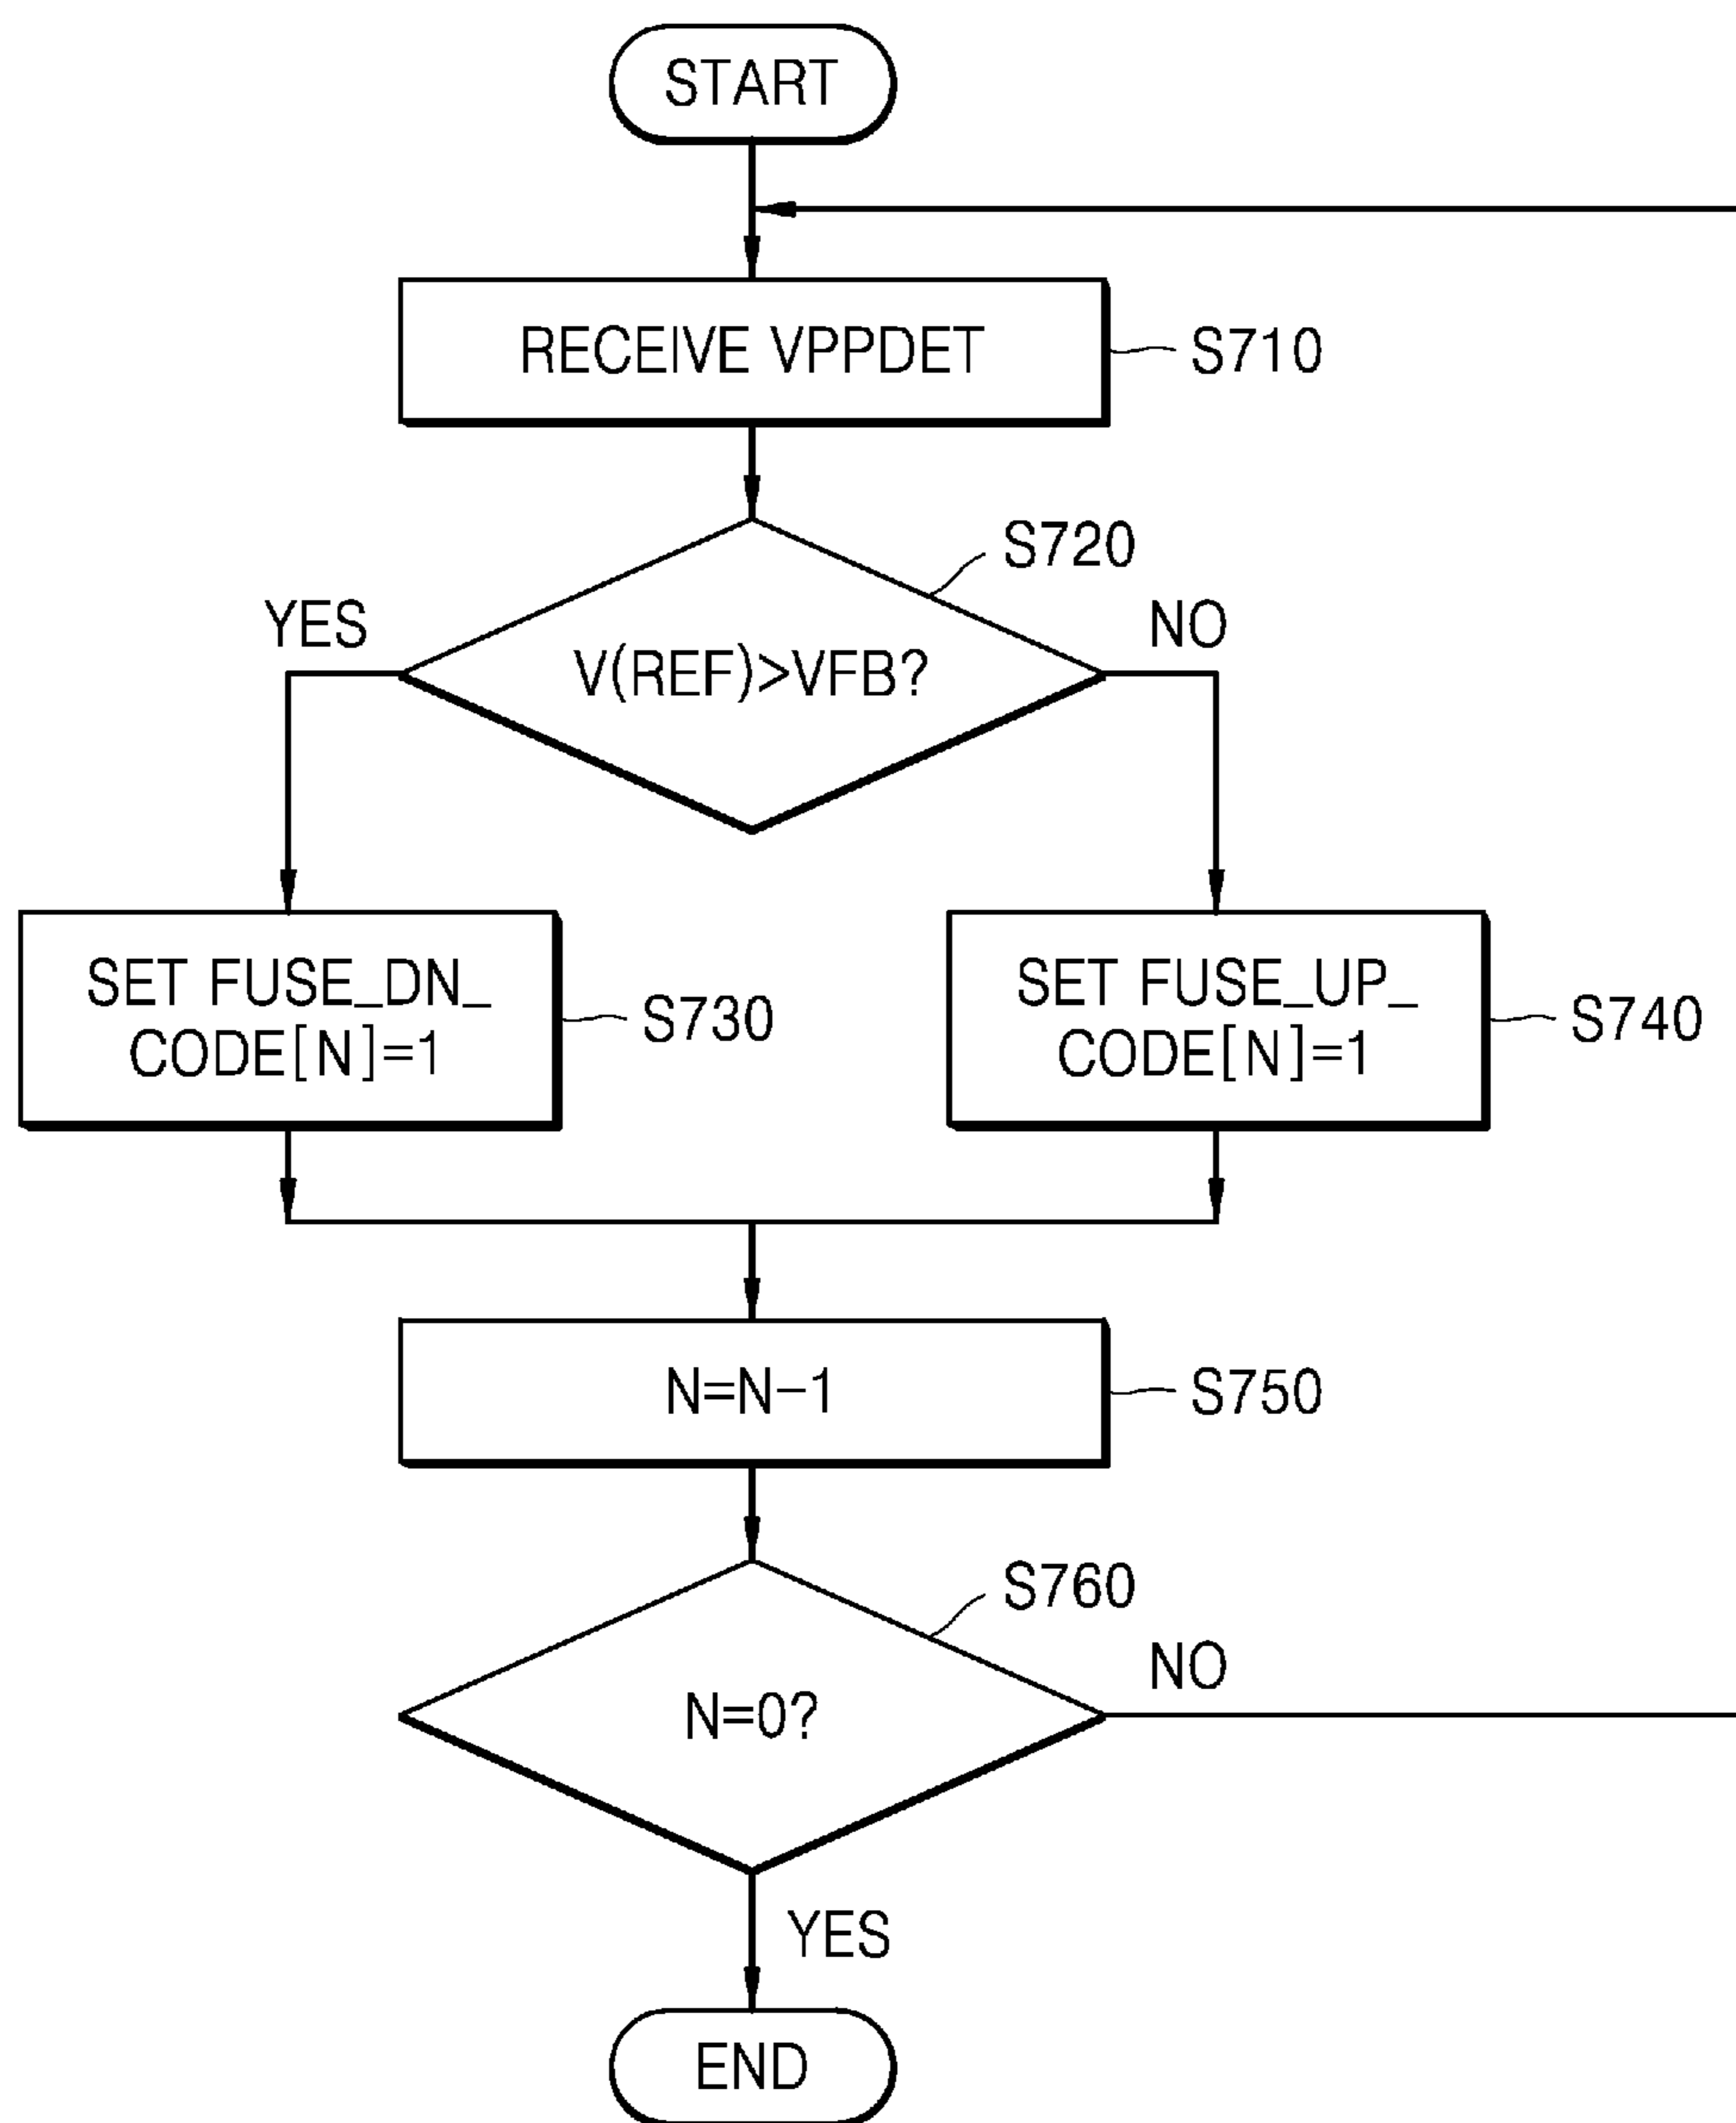 START
RECEIVE VPPDET
S710
S720
YES
NO
V(REF)>VFB?
SET FUSE_DN_
CODE[N]=1
S730
SET FUSE_UP_
CODE[N]=1
S740
N=N-1
S750
S760
NO
N=0?
YES
END